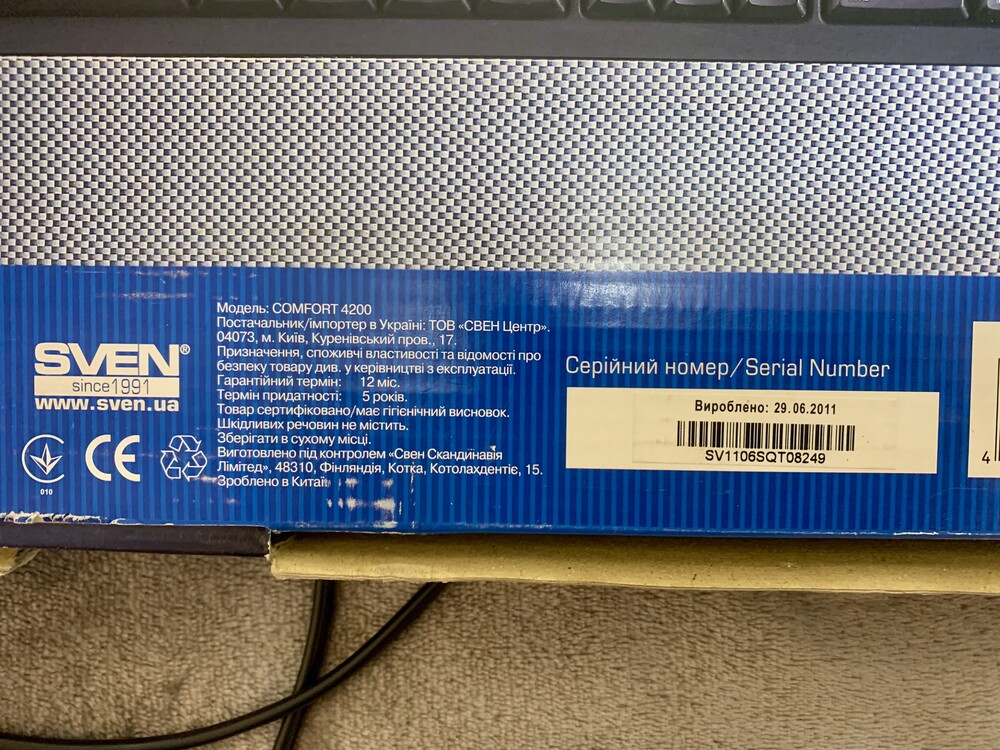 SVEN®
since1991
www.sven.ua
010
Модель: COMFORT 4200
Постачальник/імпортер в Україні: ТОВ «СВЕН Центр».
04073, м. Київ, Куренівський пров., 17.
Призначення, споживчі властивості та відомості про
безпеку товару див. у керівництві з експлуатації.
Гарантійний термін: 12 міс.
Термін придатності: 5 років.
Товар сертифіковано/має гігієнічний висновок.
Шкідливих речовин не містить.
Зберігати в сухому місці.
Виготовлено під контролем «Свен Скандинавія
Лімітед», 48310, Фінляндія, Котка, Котолахдентіє, 15.
Зроблено в Китаї.
Серійний номер/Serial Number
Вироблено: 29.06.2011
SV1106SQT08249
4